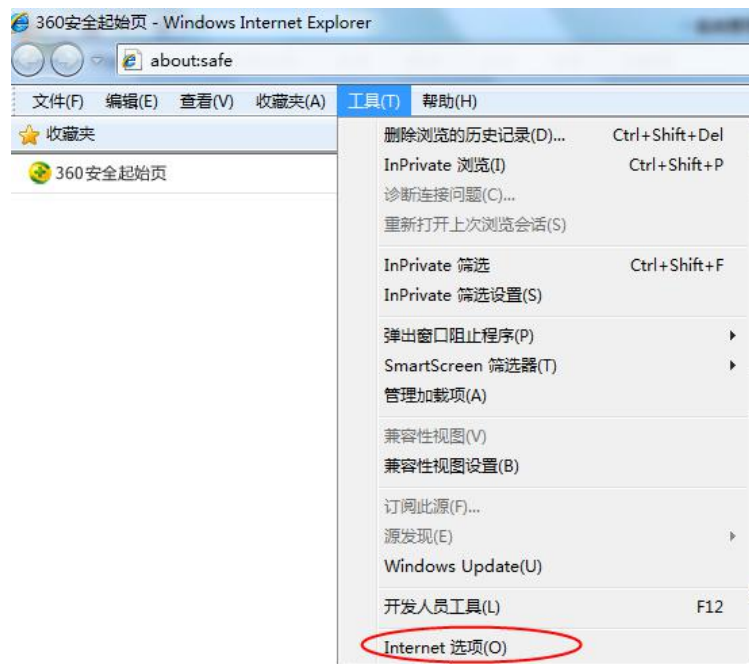 360安全起始页 - Windows Internet Explorer
about:safe
文件(F) 编辑(E) 查看(V) 收藏夹(A) 工具(T) 帮助(H)
收藏夹
360安全起始页
删除浏览的历史记录(D)... Ctrl+Shift+Del
InPrivate 浏览(I) Ctrl+Shift+P
诊断连接问题(C)...
重新打开上次浏览会话(S)
InPrivate 筛选 Ctrl+Shift+F
InPrivate 筛选设置(S)
弹出窗口阻止程序(P)
SmartScreen 筛选器(T)
管理加载项(A)
兼容性视图(V)
兼容性视图设置(B)
订阅此源(F)...
源发现(E)
Windows Update(U)
开发人员工具(L) F12
Internet 选项(O)